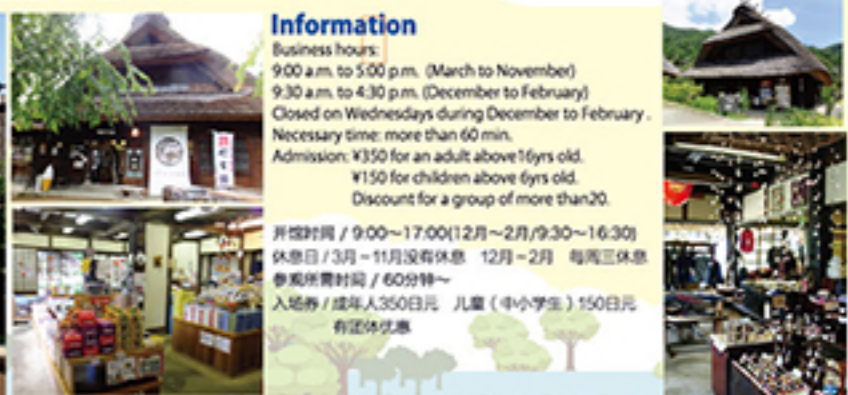 Information
Business hours:
9:00 a.m. to 5:00 p.m. (March to November)
9:30 a.m. to 4:30 p.m. (December to February)
Closed on Wednesdays during December to February .
Necessary time: more than 60 min.
Admission: ¥350 for an adult above16yrs old.
¥150 for children above 6yrs old.
Discount for a group of more than20.
开馆时间 / 9:00～17:00(12月～2月/9:30～16:30)
休息日 / 3月－11月没有休息 12月－2月 每周三休息
参观所需时间 / 60分钟～
入场券 / 成年人350日元 儿童（中小学生）150日元
有团体优惠